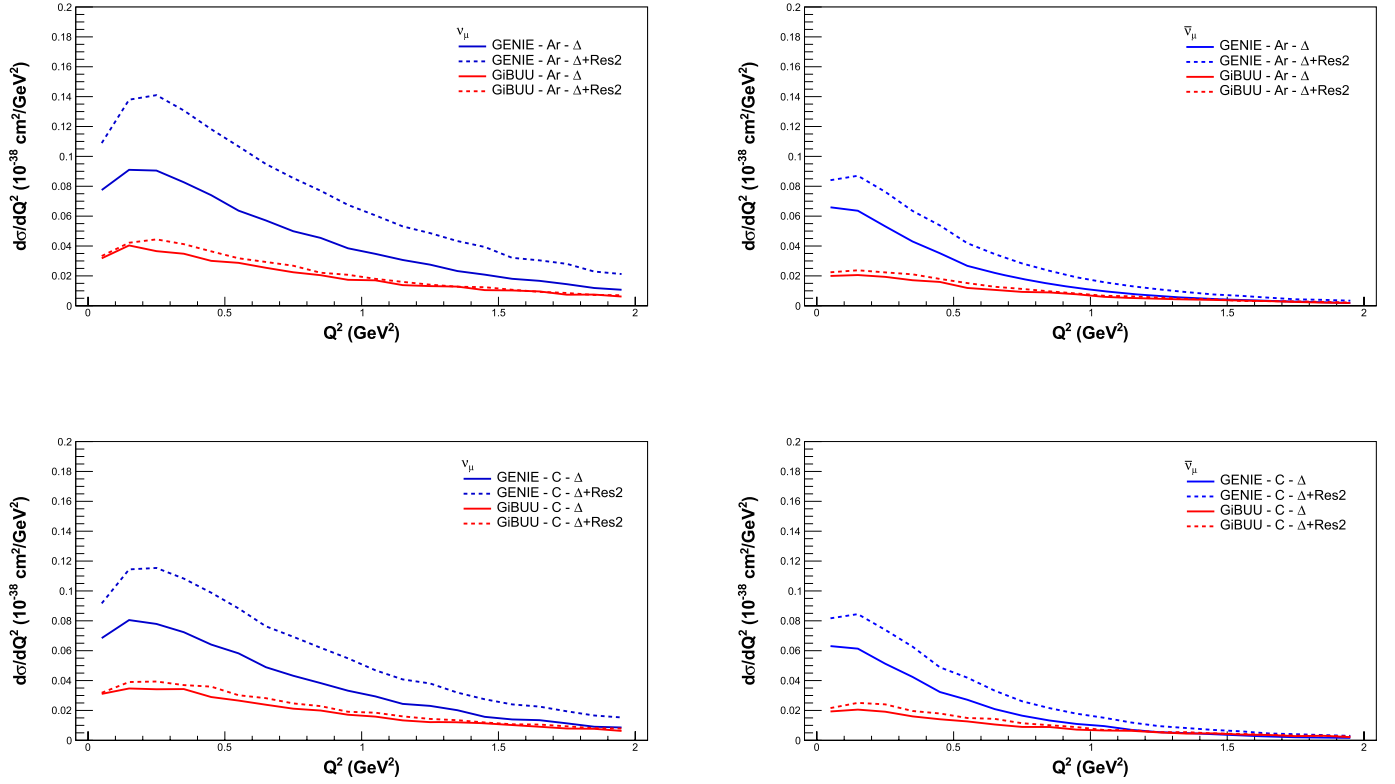 0.2
0.18
0.16
0.14
0.12
0.1
0.08
0.06
0.04
0.02
0
dσ/dQ² (10⁻³⁸ cm²/GeV²)
ν_μ
GENIE - Ar - Δ
GENIE - Ar - Δ+Res2
GiBUU - Ar - Δ
GiBUU - Ar - Δ+Res2
0 0.5 1 1.5 2
Q² (GeV²)
0.2
0.18
0.16
0.14
0.12
0.1
0.08
0.06
0.04
0.02
0
dσ/dQ² (10⁻³⁸ cm²/GeV²)
ν̅_μ
GENIE - Ar - Δ
GENIE - Ar - Δ+Res2
GiBUU - Ar - Δ
GiBUU - Ar - Δ+Res2
0 0.5 1 1.5 2
Q² (GeV²)
0.2
0.18
0.16
0.14
0.12
0.1
0.08
0.06
0.04
0.02
0
dσ/dQ² (10⁻³⁸ cm²/GeV²)
ν_μ
GENIE - C - Δ
GENIE - C - Δ+Res2
GiBUU - C - Δ
GiBUU - C - Δ+Res2
0 0.5 1 1.5 2
Q² (GeV²)
0.2
0.18
0.16
0.14
0.12
0.1
0.08
0.06
0.04
0.02
0
dσ/dQ² (10⁻³⁸ cm²/GeV²)
ν̅_μ
GENIE - C - Δ
GENIE - C - Δ+Res2
GiBUU - C - Δ
GiBUU - C - Δ+Res2
0 0.5 1 1.5 2
Q² (GeV²)